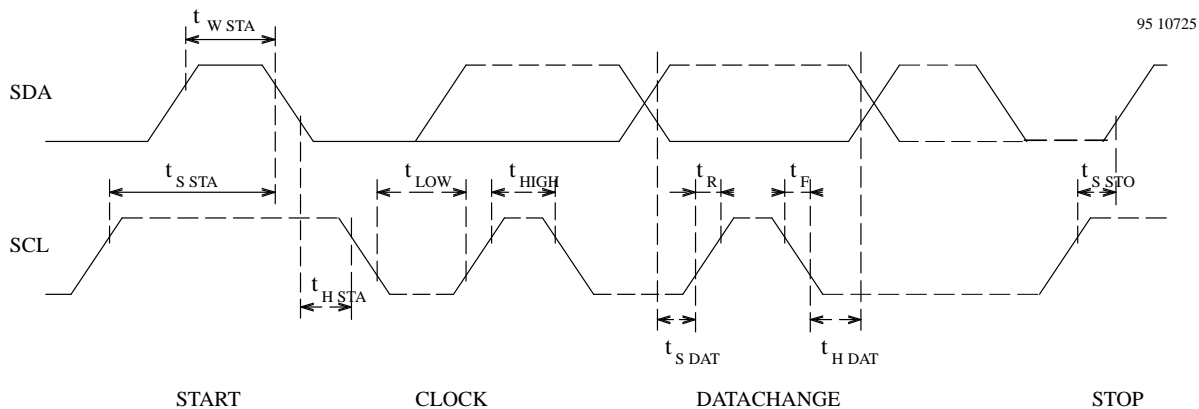 t W STA
95 10725
SDA
t S STA
t LOW
t HIGH
t R
t F
t S STO
SCL
t H STA
t S DAT
t H DAT
START
CLOCK
DATACHANGE
STOP